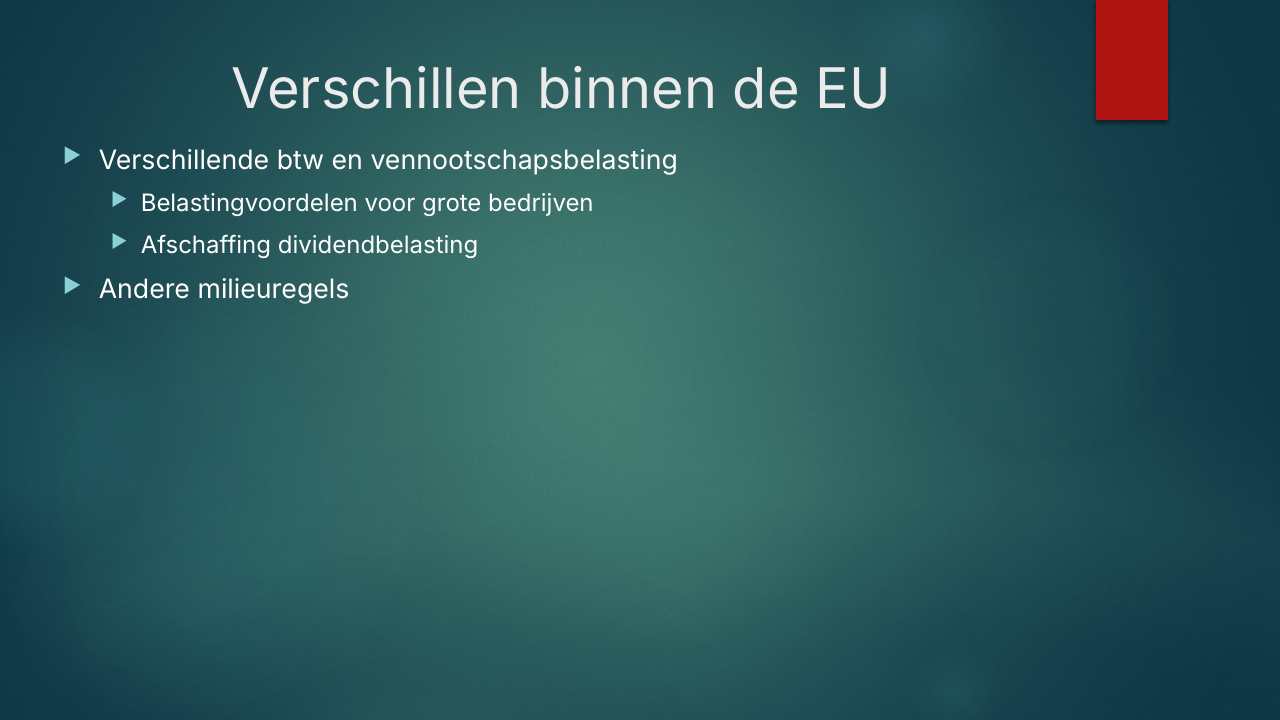 Verschillen binnen de EU
Verschillende btw en vennootschapsbelasting
Belastingvoordelen voor grote bedrijven
Afschaffing dividendbelasting
Andere milieuregels